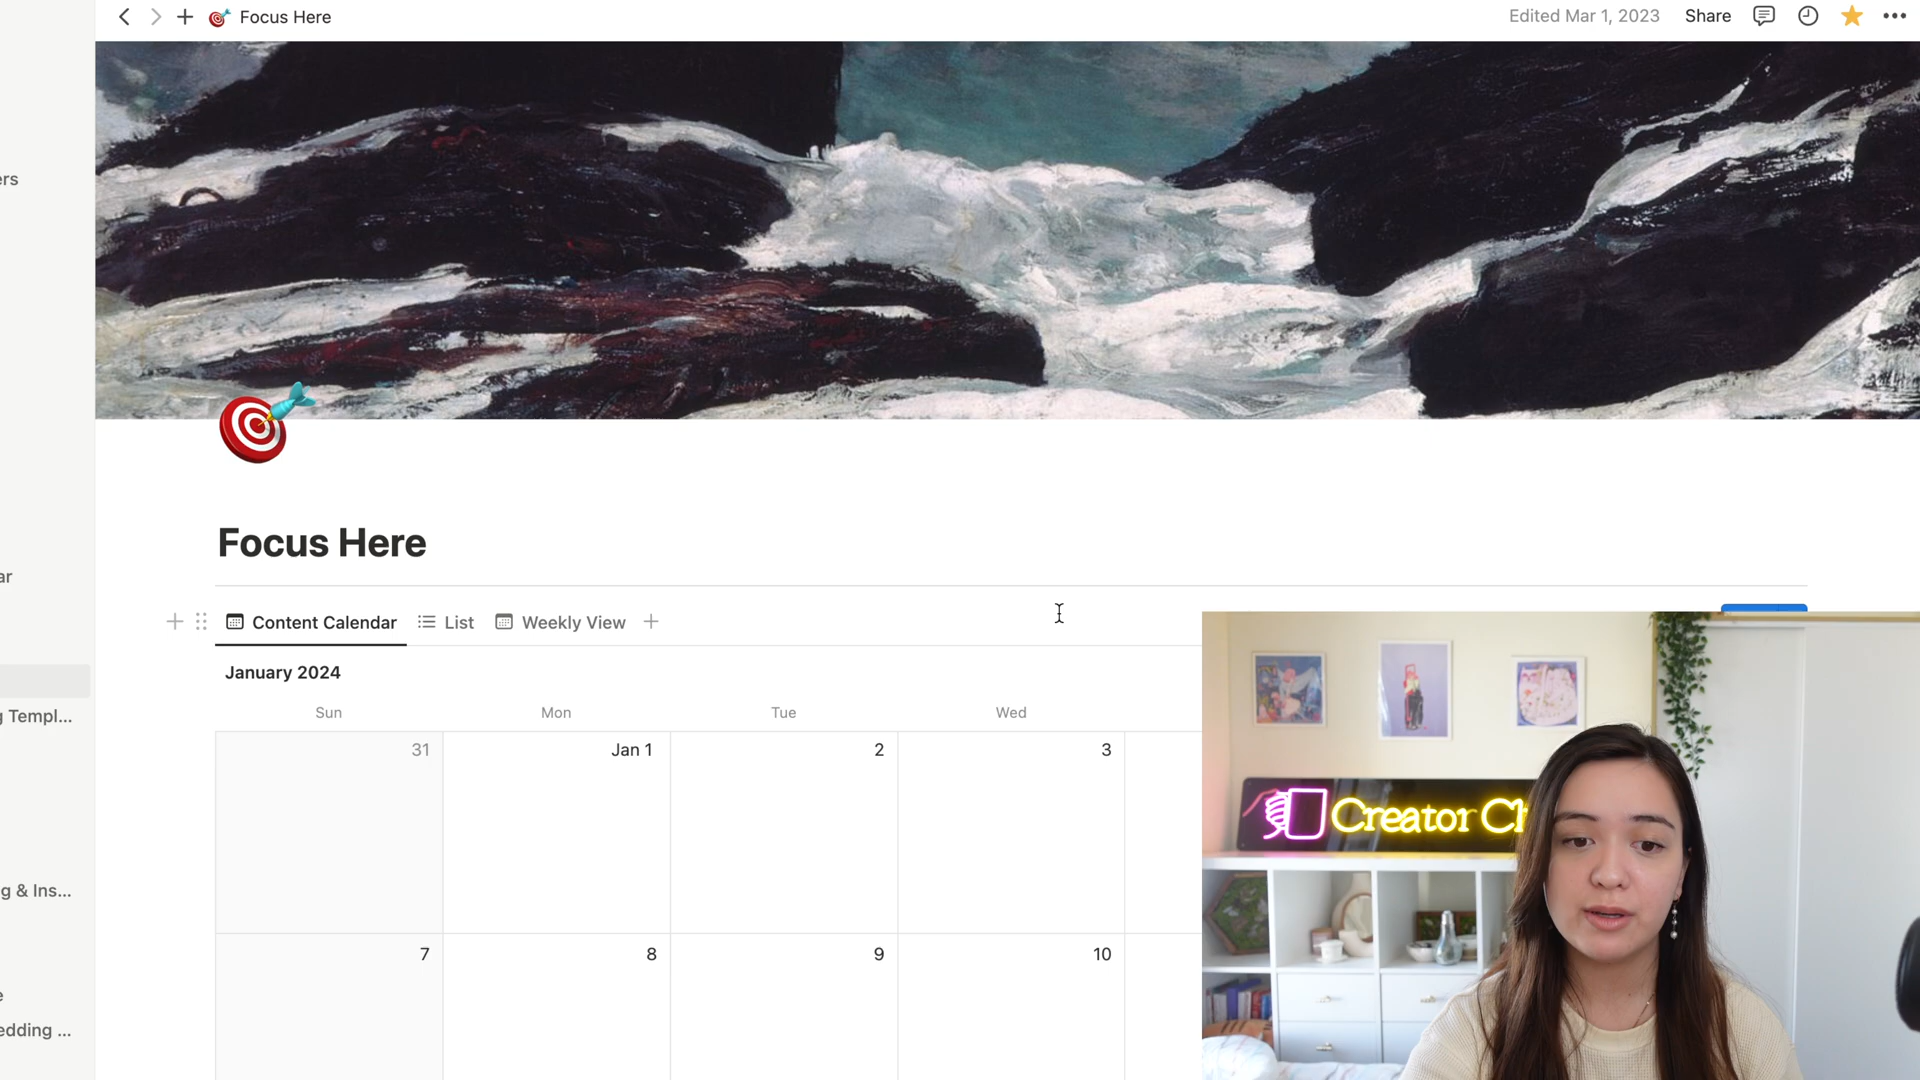 Focus Here
Edited Mar 1, 2023
Share
ers
ar
g Templ...
g & Ins...
e
edding ...
Focus Here
Content Calendar
List
Weekly View
January 2024
Sun
Mon
Tue
Wed
31
Jan 1
2
3
7
8
9
10
Creator Cl